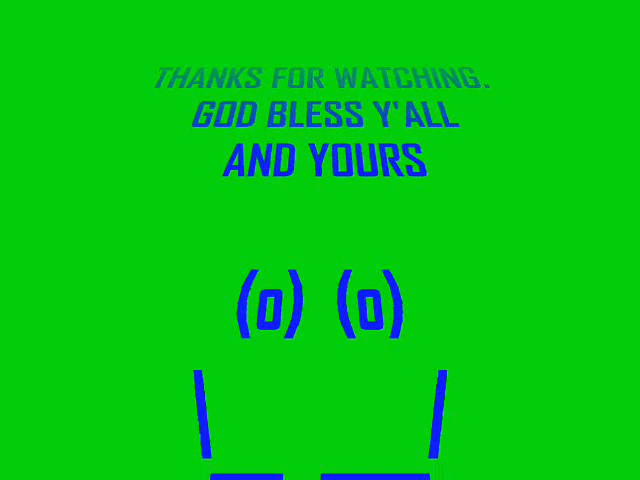 THANKS FOR WATCHING.
GOD BLESS Y'ALL
AND YOURS
(o) (o)
\ /